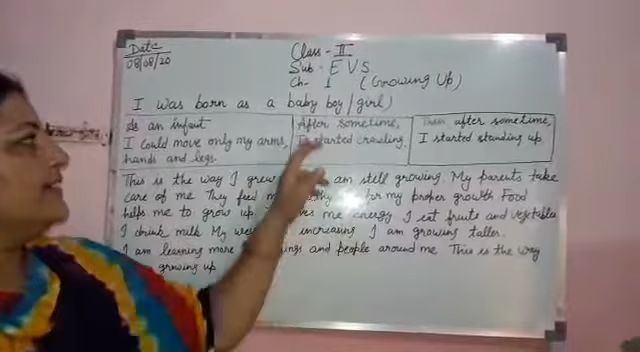 Date
08/08/20
Class - II
Sub - EVS
Ch- 1 (Growing Up)
I was born as a baby boy / girl)
As an infant
I could move only my arms,
hands and legs.
After sometime,
I started crawling.
Then after sometime,
I started standing up
This is the way I grew am still growing. My parents take
care of me They feed my proper growth Food
helps me to grow up. me energy I eat fruits and vegetables
I drink milk My increasing I am growing taller.
I am learning more and people around me This is the way
growing up